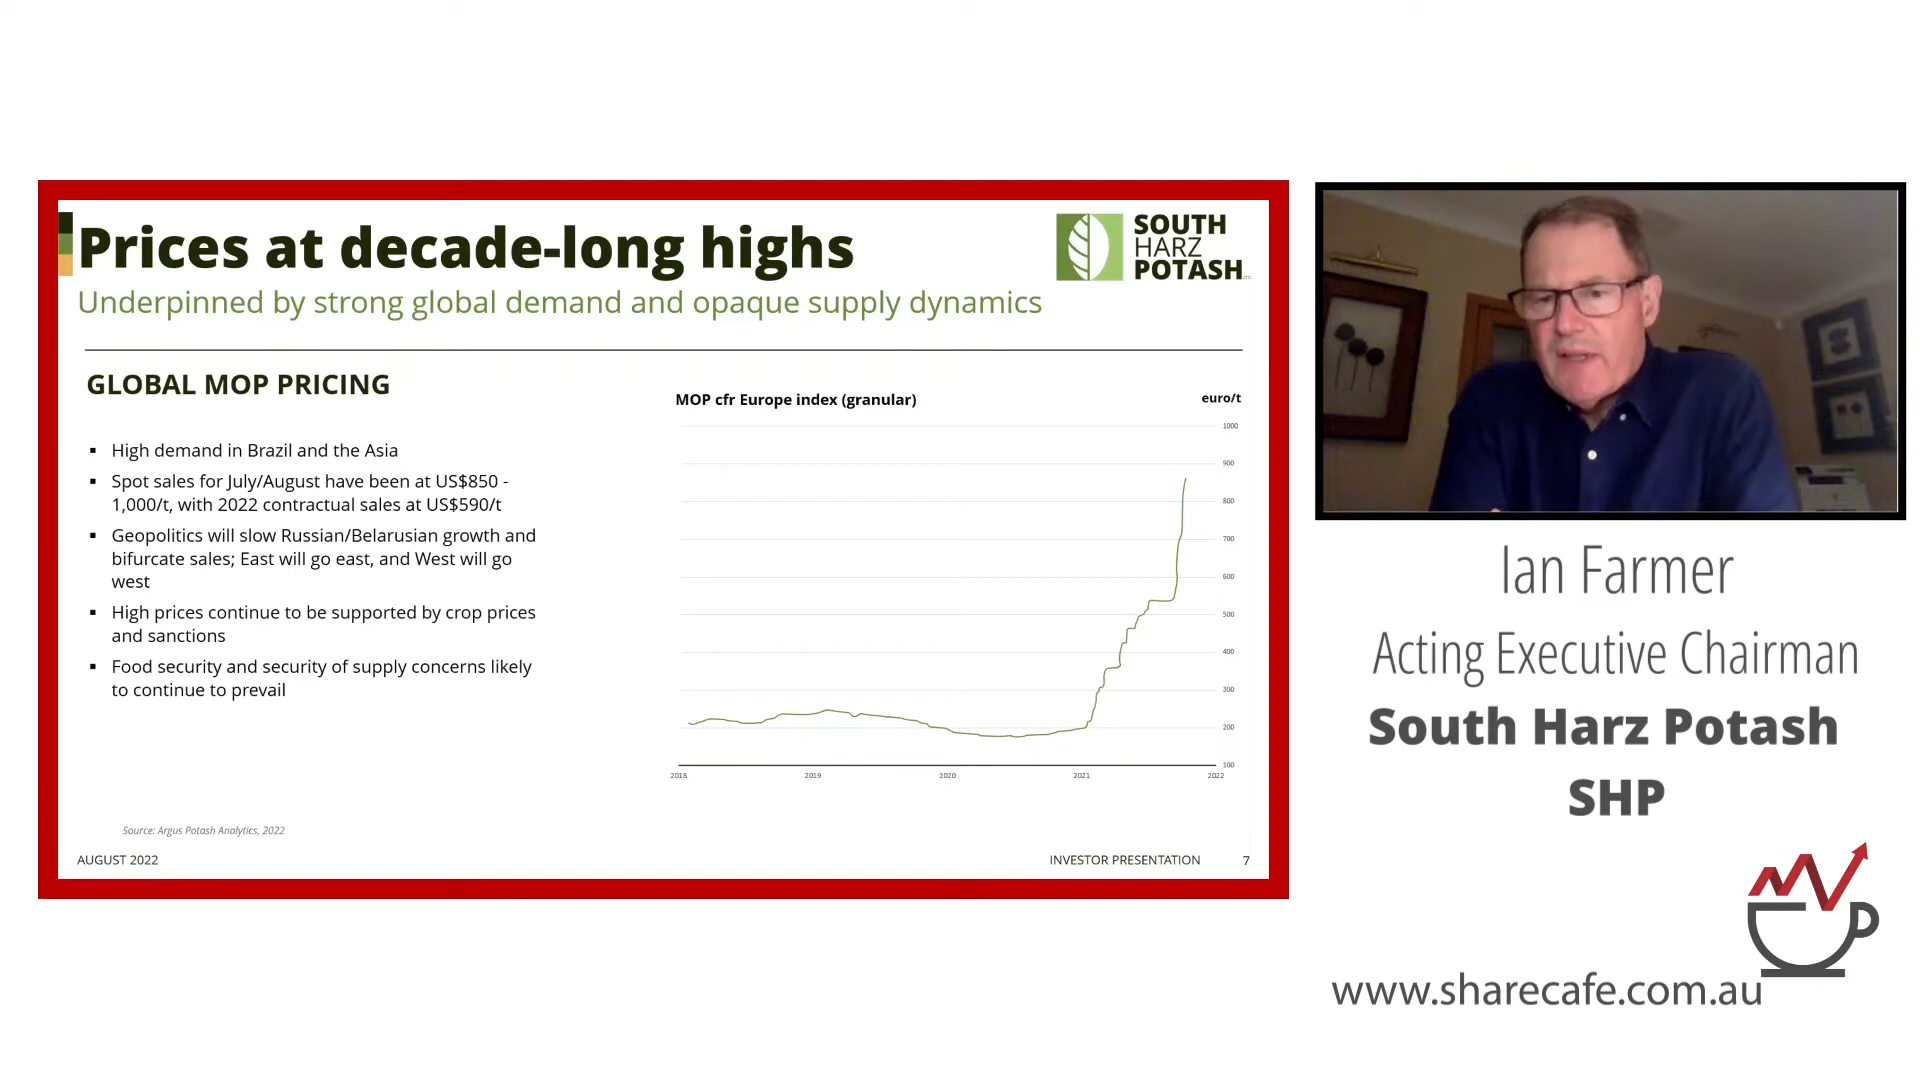 Prices at decade-long highs
Underpinned by strong global demand and opaque supply dynamics
SOUTH
HARZ
POTASH
GLOBAL MOP PRICING
▪ High demand in Brazil and the Asia
▪ Spot sales for July/August have been at US$850 -
1,000/t, with 2022 contractual sales at US$590/t
▪ Geopolitics will slow Russian/Belarusian growth and
bifurcate sales; East will go east, and West will go
west
▪ High prices continue to be supported by crop prices
and sanctions
▪ Food security and security of supply concerns likely
to continue to prevail
MOP cfr Europe index (granular)
euro/t
1000
900
800
700
600
500
400
300
200
100
2018 2019 2020 2021 2022
Source: Argus Potash Analytics, 2022
AUGUST 2022
INVESTOR PRESENTATION 7
Ian Farmer
Acting Executive Chairman
South Harz Potash
SHP
www.sharecafe.com.au